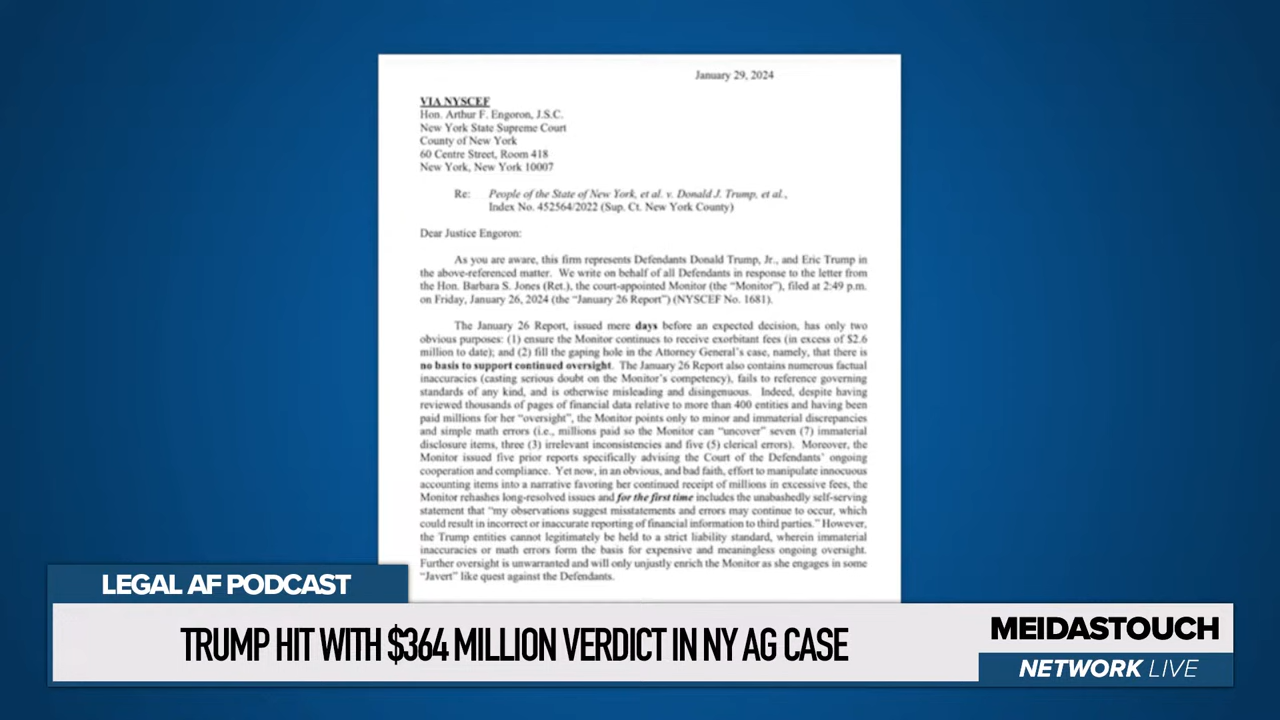 January 29, 2024
VIA NYSCEF
Hon. Arthur F. Engoron, J.S.C.
New York State Supreme Court
County of New York
60 Centre Street, Room 418
New York, New York 10007
Re: People of the State of New York, et al. v. Donald J. Trump, et al.,
Index No. 452564/2022 (Sup. Ct. New York County)
Dear Justice Engoron:
As you are aware, this firm represents Defendants Donald Trump, Jr., and Eric Trump in
the above-referenced matter. We write on behalf of all Defendants in response to the letter from
the Hon. Barbara S. Jones (Ret.), the court-appointed Monitor (the “Monitor”), filed at 2:49 p.m.
on Friday, January 26, 2024 (the “January 26 Report”) (NYSCEF No. 1681).
The January 26 Report, issued mere days before an expected decision, has only two
obvious purposes: (1) ensure the Monitor continues to receive exorbitant fees (in excess of $2.6
million to date); and (2) fill the gaping hole in the Attorney General’s case, namely, that there is
no basis to support continued oversight. The January 26 Report also contains numerous factual
inaccuracies (casting serious doubt on the Monitor’s competency), fails to reference governing
standards of any kind, and is otherwise misleading and disingenuous. Indeed, despite having
reviewed thousands of pages of financial data relative to more than 400 entities and having been
paid millions for her “oversight”, the Monitor points only to minor and immaterial discrepancies
and simple math errors (i.e., millions paid so the Monitor can “uncover” seven (7) immaterial
disclosure items, three (3) irrelevant inconsistencies and five (5) clerical errors). Moreover, the
Monitor issued five prior reports specifically advising the Court of the Defendants’ ongoing
cooperation and compliance. Yet now, in an obvious, and bad faith, effort to manipulate innocuous
accounting items into a narrative favoring her continued receipt of millions in excessive fees, the
Monitor rehashes long-resolved issues and for the first time includes the unabashedly self-serving
statement that “my observations suggest misstatements and errors may continue to occur, which
could result in incorrect or inaccurate reporting of financial information to third parties.” However,
the Trump entities cannot legitimately be held to a strict liability standard, wherein immaterial
inaccuracies or math errors form the basis for expensive and meaningless ongoing oversight.
Further oversight is unwarranted and will only unjustly enrich the Monitor as she engages in some
“Javert” like quest against the Defendants.
LEGAL AF PODCAST
TRUMP HIT WITH $364 MILLION VERDICT IN NY AG CASE
MEIDASTOUCH
NETWORK LIVE